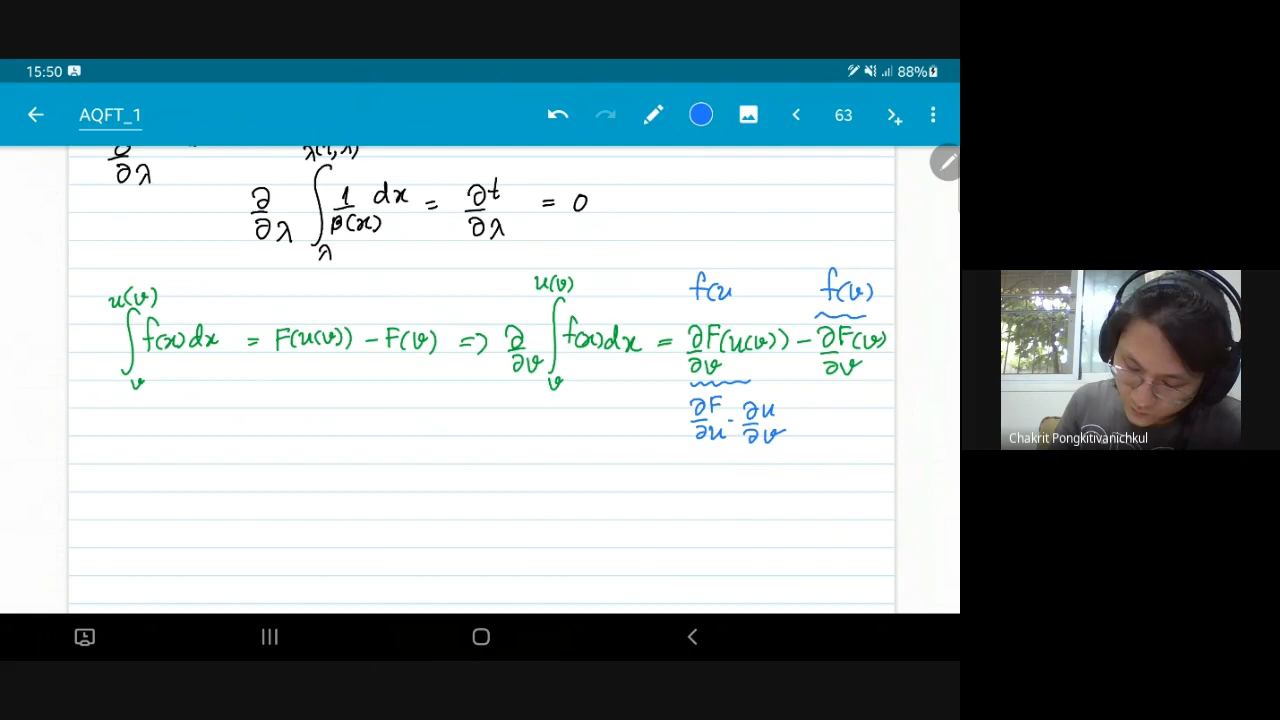 15:50 88%
AQFT_1 63
∂/∂λ
λ̄(t,λ)
∂/∂λ ∫_λ 1/β(x) dx = ∂t/∂λ = 0
f(u f(v)
∫_v^{u(v)} f(x)dx = F(u(v)) - F(v) => ∂/∂v ∫_v^{u(v)} f(x)dx = ∂F(u(v))/∂v - ∂F(v)/∂v
∂F/∂u · ∂u/∂v
Chakrit Pongkitivanichkul